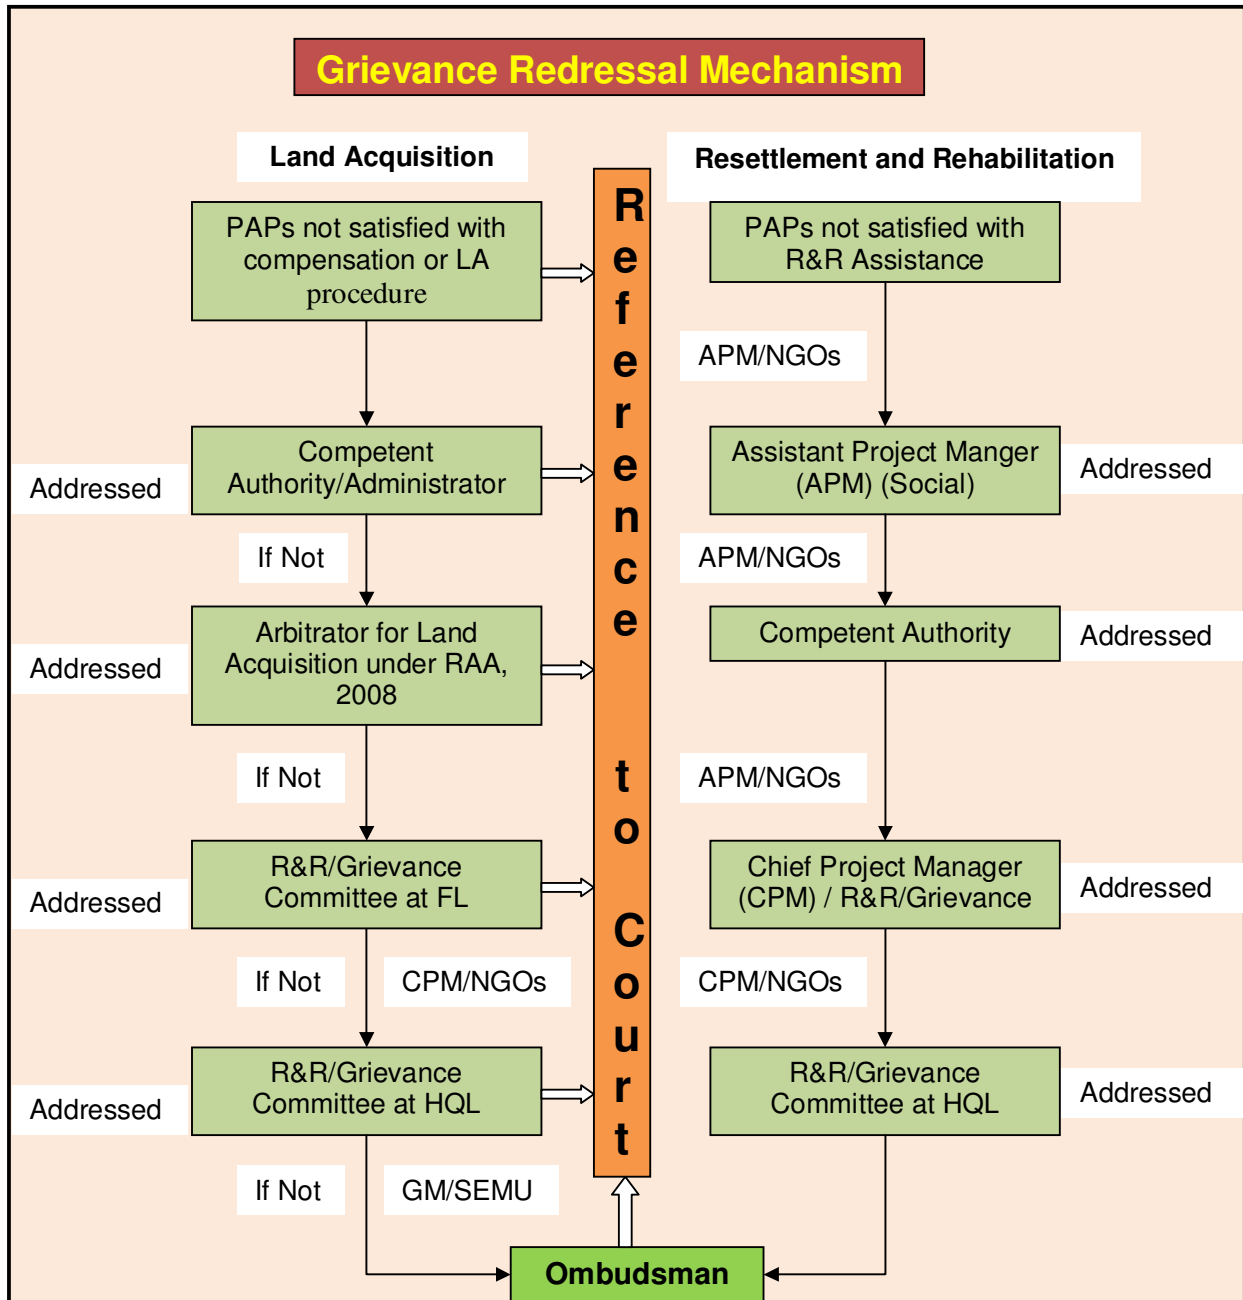 Grievance Redressal Mechanism
Land Acquisition
Resettlement and Rehabilitation
PAPs not satisfied with
compensation or LA
procedure
Reference to Court
PAPs not satisfied with
R&R Assistance
APM/NGOs
Competent
Authority/Administrator
Addressed
Assistant Project Manger
(APM) (Social)
Addressed
If Not
APM/NGOs
Arbitrator for Land
Acquisition under RAA,
2008
Addressed
Competent Authority
Addressed
If Not
APM/NGOs
R&R/Grievance
Committee at FL
Addressed
Chief Project Manager
(CPM) / R&R/Grievance
Addressed
If Not
CPM/NGOs
CPM/NGOs
R&R/Grievance
Committee at HQL
Addressed
R&R/Grievance
Committee at HQL
Addressed
If Not
GM/SEMU
Ombudsman